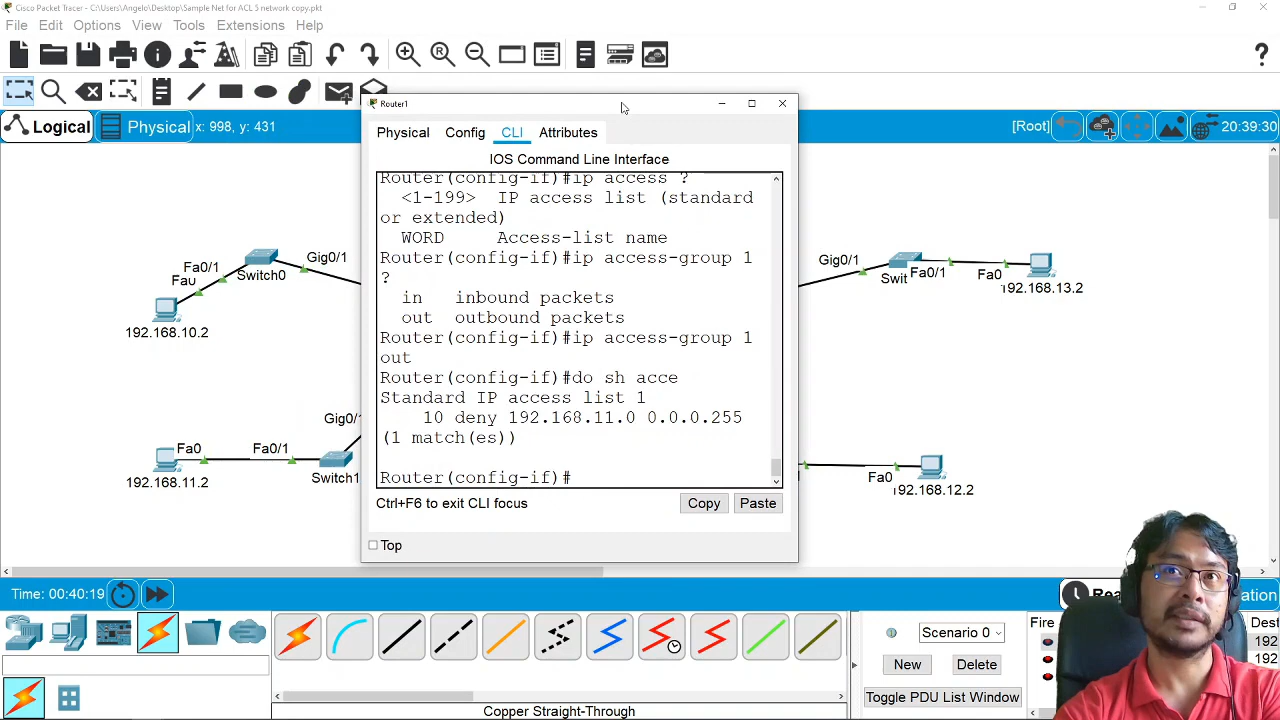 Cisco Packet Tracer - C:\Users\Angelo\Desktop\Sample Net for ACL 5 network copy.pkt
File Edit Options View Tools Extensions Help
Logical Physical x: 998, y: 431
[Root] 20:39:30
Router1
Physical Config CLI Attributes
IOS Command Line Interface
Router(config-if)#ip access ?
<1-199> IP access list (standard
or extended)
WORD Access-list name
Router(config-if)#ip access-group 1
?
in inbound packets
out outbound packets
Router(config-if)#ip access-group 1
out
Router(config-if)#do sh acce
Standard IP access list 1
10 deny 192.168.11.0 0.0.0.255
(1 match(es))
Router(config-if)#
Ctrl+F6 to exit CLI focus
Copy Paste
Top
Gig0/1
Fa0/1
Switch0
Fa0
192.168.10.2
Gig0/1
Fa0 Fa0/1
Switch1
192.168.11.2
Gig0/1
Swit Fa0/1 Fa0
192.168.13.2
Fa0
192.168.12.2
Time: 00:40:19
Scenario 0
New Delete
Toggle PDU List Window
Fire Dest
192
192
Copper Straight-Through